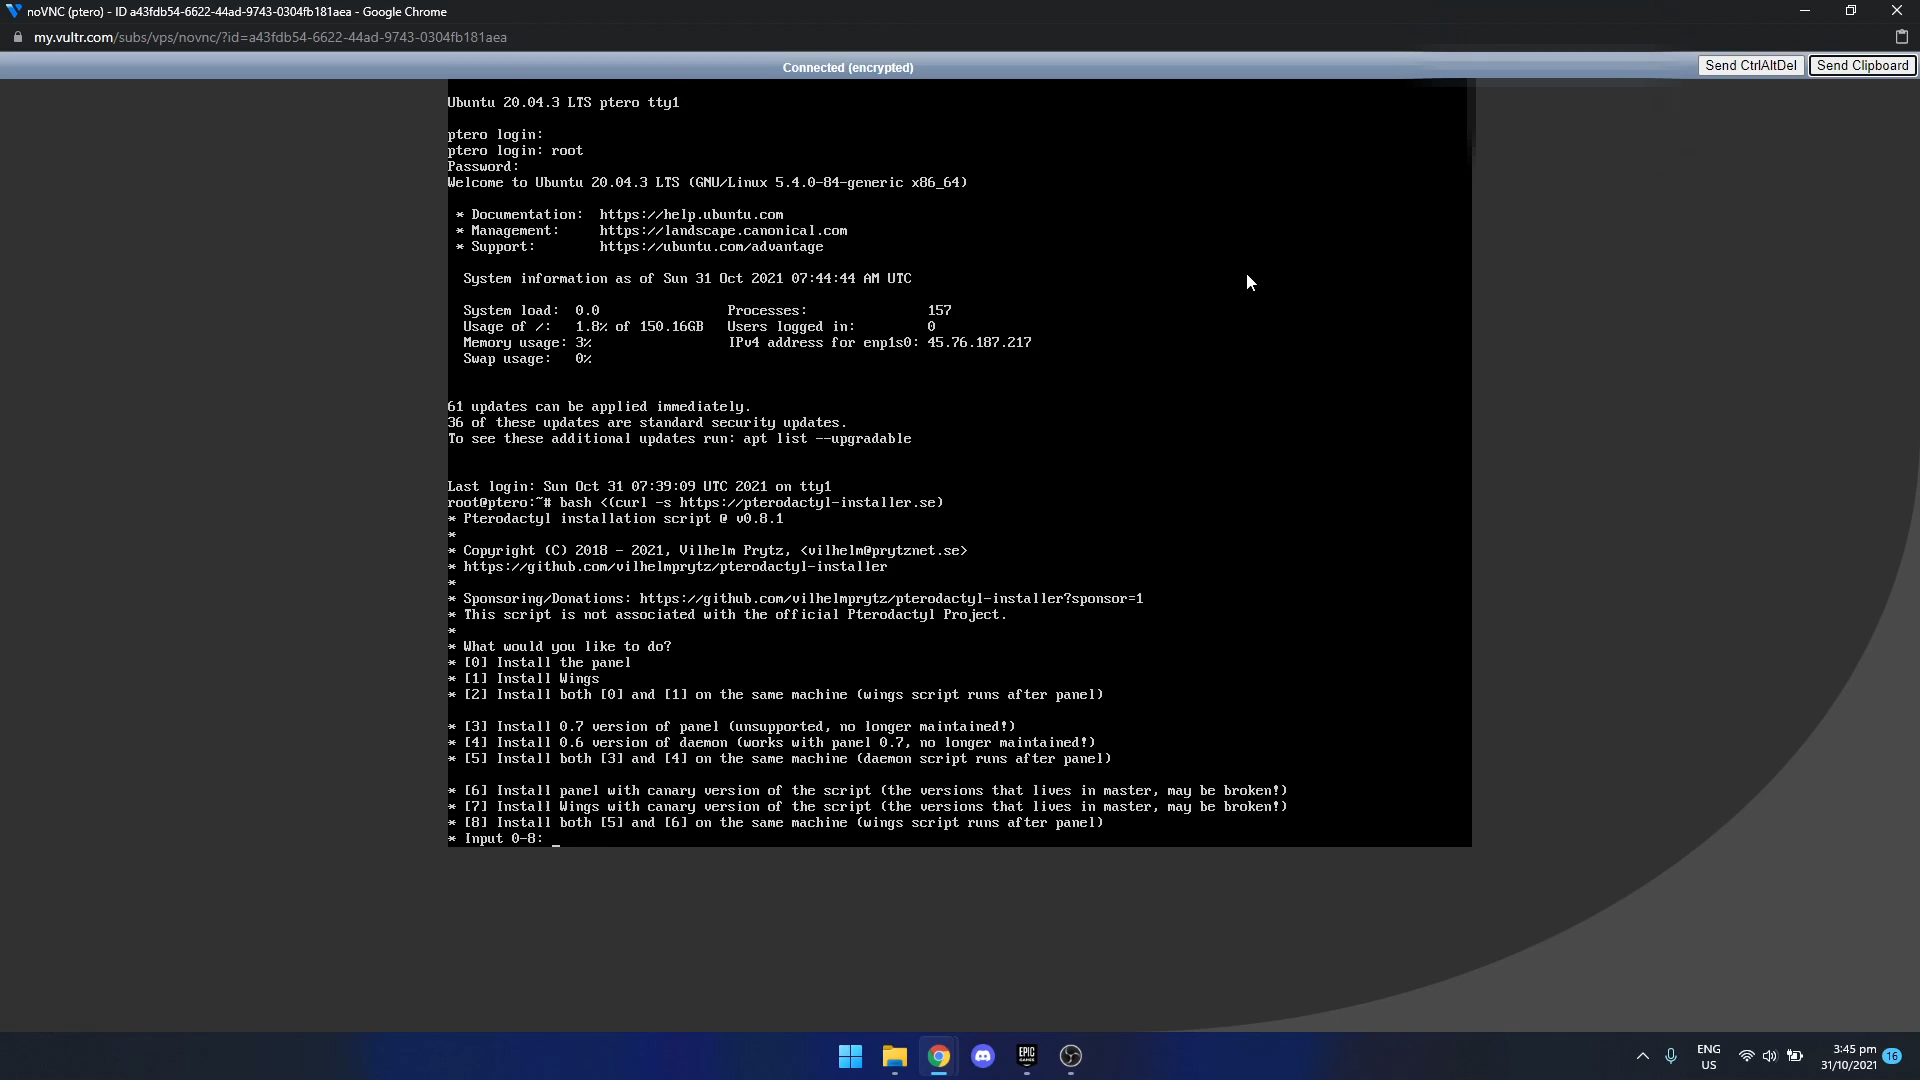 noVNC (ptero) - ID a43fdb54-6622-44ad-9743-0304fb181aea - Google Chrome
my.vultr.com/subs/vps/novnc/?id=a43fdb54-6622-44ad-9743-0304fb181aea
Connected (encrypted)
Send CtrlAltDel
Send Clipboard
Ubuntu 20.04.3 LTS ptero tty1
ptero login:
ptero login: root
Password:
Welcome to Ubuntu 20.04.3 LTS (GNU/Linux 5.4.0-84-generic x86_64)
* Documentation: https://help.ubuntu.com
* Management: https://landscape.canonical.com
* Support: https://ubuntu.com/advantage
System information as of Sun 31 Oct 2021 07:44:44 AM UTC
System load: 0.0 Processes: 157
Usage of /: 1.8% of 150.16GB Users logged in: 0
Memory usage: 3% IPv4 address for enp1s0: 45.76.187.217
Swap usage: 0%
61 updates can be applied immediately.
36 of these updates are standard security updates.
To see these additional updates run: apt list --upgradable
Last login: Sun Oct 31 07:39:09 UTC 2021 on tty1
root@ptero:~# bash <(curl -s https://pterodactyl-installer.se)
* Pterodactyl installation script @ v0.8.1
*
* Copyright (C) 2018 - 2021, Vilhelm Prytz, <vilhelm@prytznet.se>
* https://github.com/vilhelmprytz/pterodactyl-installer
*
* Sponsoring/Donations: https://github.com/vilhelmprytz/pterodactyl-installer?sponsor=1
* This script is not associated with the official Pterodactyl Project.
*
* What would you like to do?
* [0] Install the panel
* [1] Install Wings
* [2] Install both [0] and [1] on the same machine (wings script runs after panel)
* [3] Install 0.7 version of panel (unsupported, no longer maintained!)
* [4] Install 0.6 version of daemon (works with panel 0.7, no longer maintained!)
* [5] Install both [3] and [4] on the same machine (daemon script runs after panel)
* [6] Install panel with canary version of the script (the versions that lives in master, may be broken!)
* [7] Install Wings with canary version of the script (the versions that lives in master, may be broken!)
* [8] Install both [5] and [6] on the same machine (wings script runs after panel)
* Input 0-8: _
EPIC
GAMES
ENG
US
3:45 pm
31/10/2021
16